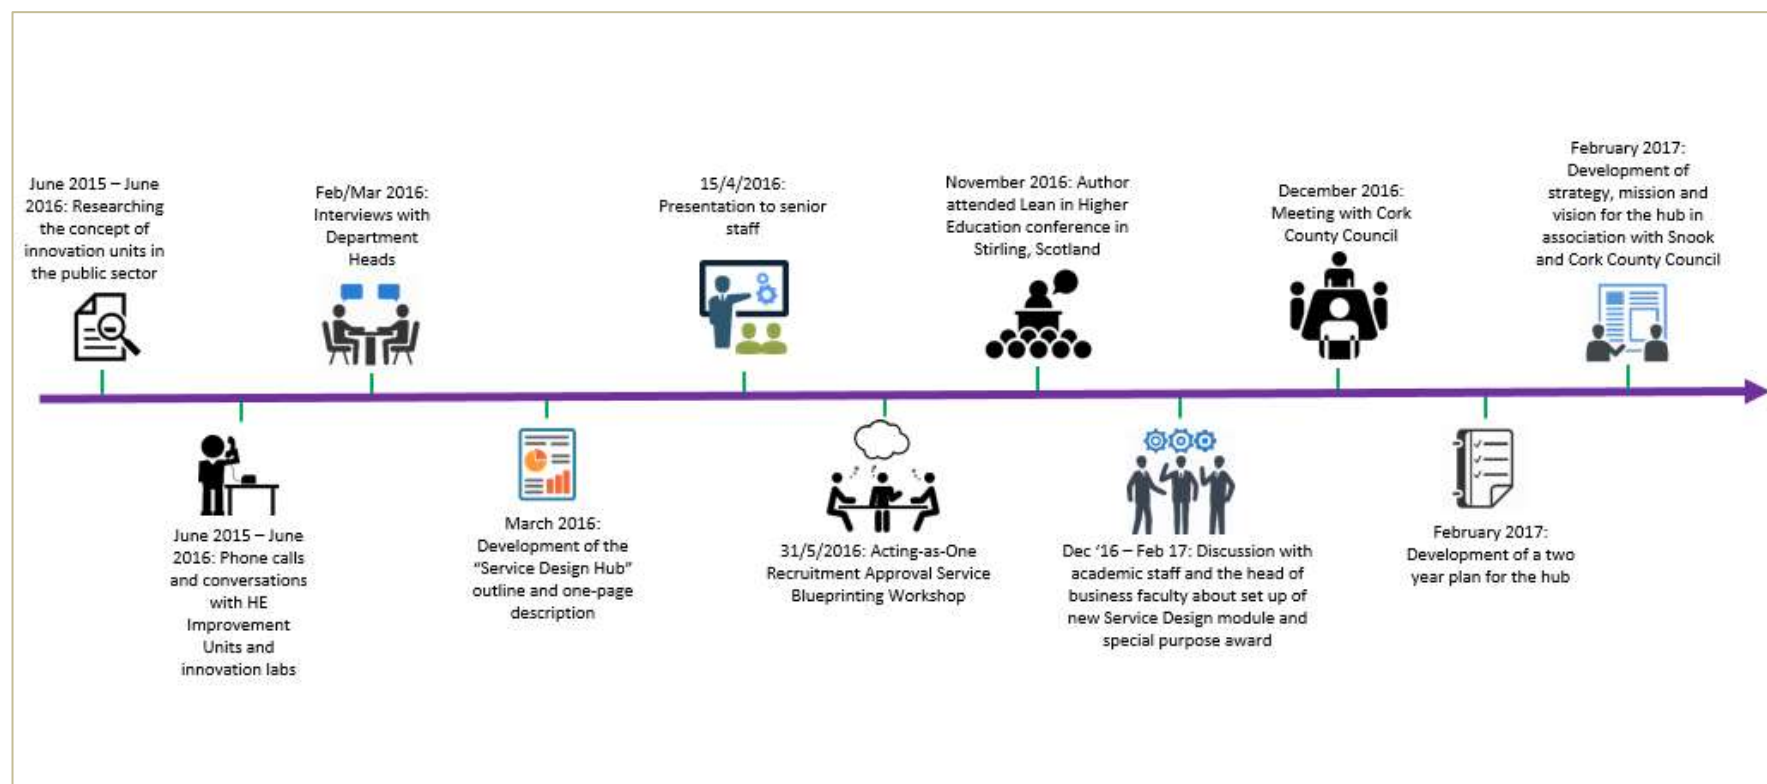 June 2015 – June
2016: Researching
the concept of
innovation units in
the public sector
June 2015 – June
2016: Phone calls
and conversations
with HE
Improvement
Units and
innovation labs
Feb/Mar 2016:
Interviews with
Department
Heads
March 2016:
Development of the
“Service Design Hub”
outline and one-page
description
15/4/2016:
Presentation to senior
staff
31/5/2016: Acting-as-One
Recruitment Approval Service
Blueprinting Workshop
November 2016: Author
attended Lean in Higher
Education conference in
Stirling, Scotland
Dec ‘16 – Feb 17: Discussion with
academic staff and the head of
business faculty about set up of
new Service Design module and
special purpose award
December 2016:
Meeting with Cork
County Council
February 2017:
Development of a two
year plan for the hub
February 2017:
Development of
strategy, mission and
vision for the hub in
association with Snook
and Cork County Council